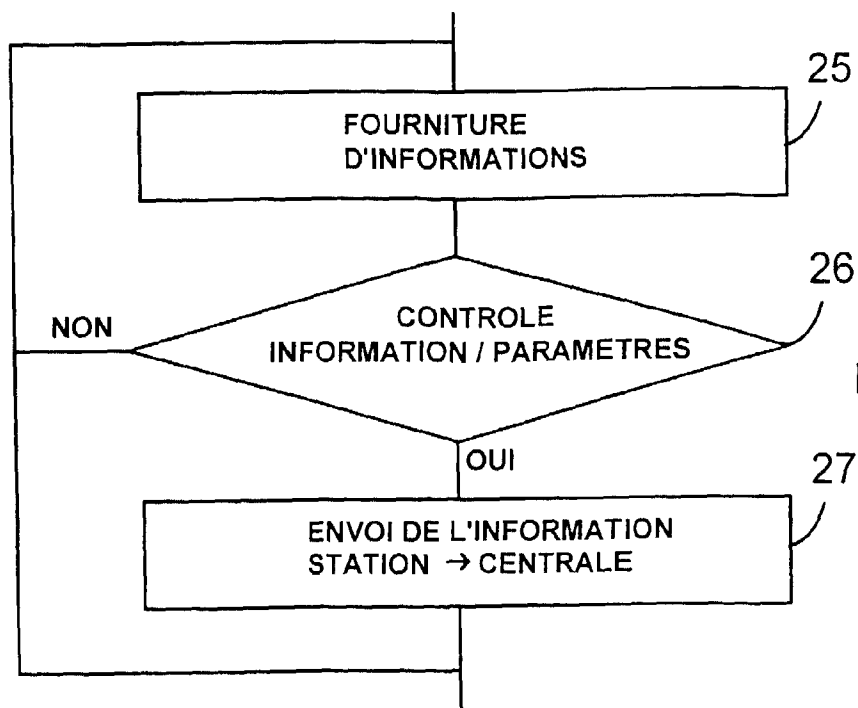 25
FOURNITURE
D'INFORMATIONS
26
NON
CONTROLE
INFORMATION / PARAMETRES
OUI
27
ENVOI DE L'INFORMATION
STATION → CENTRALE